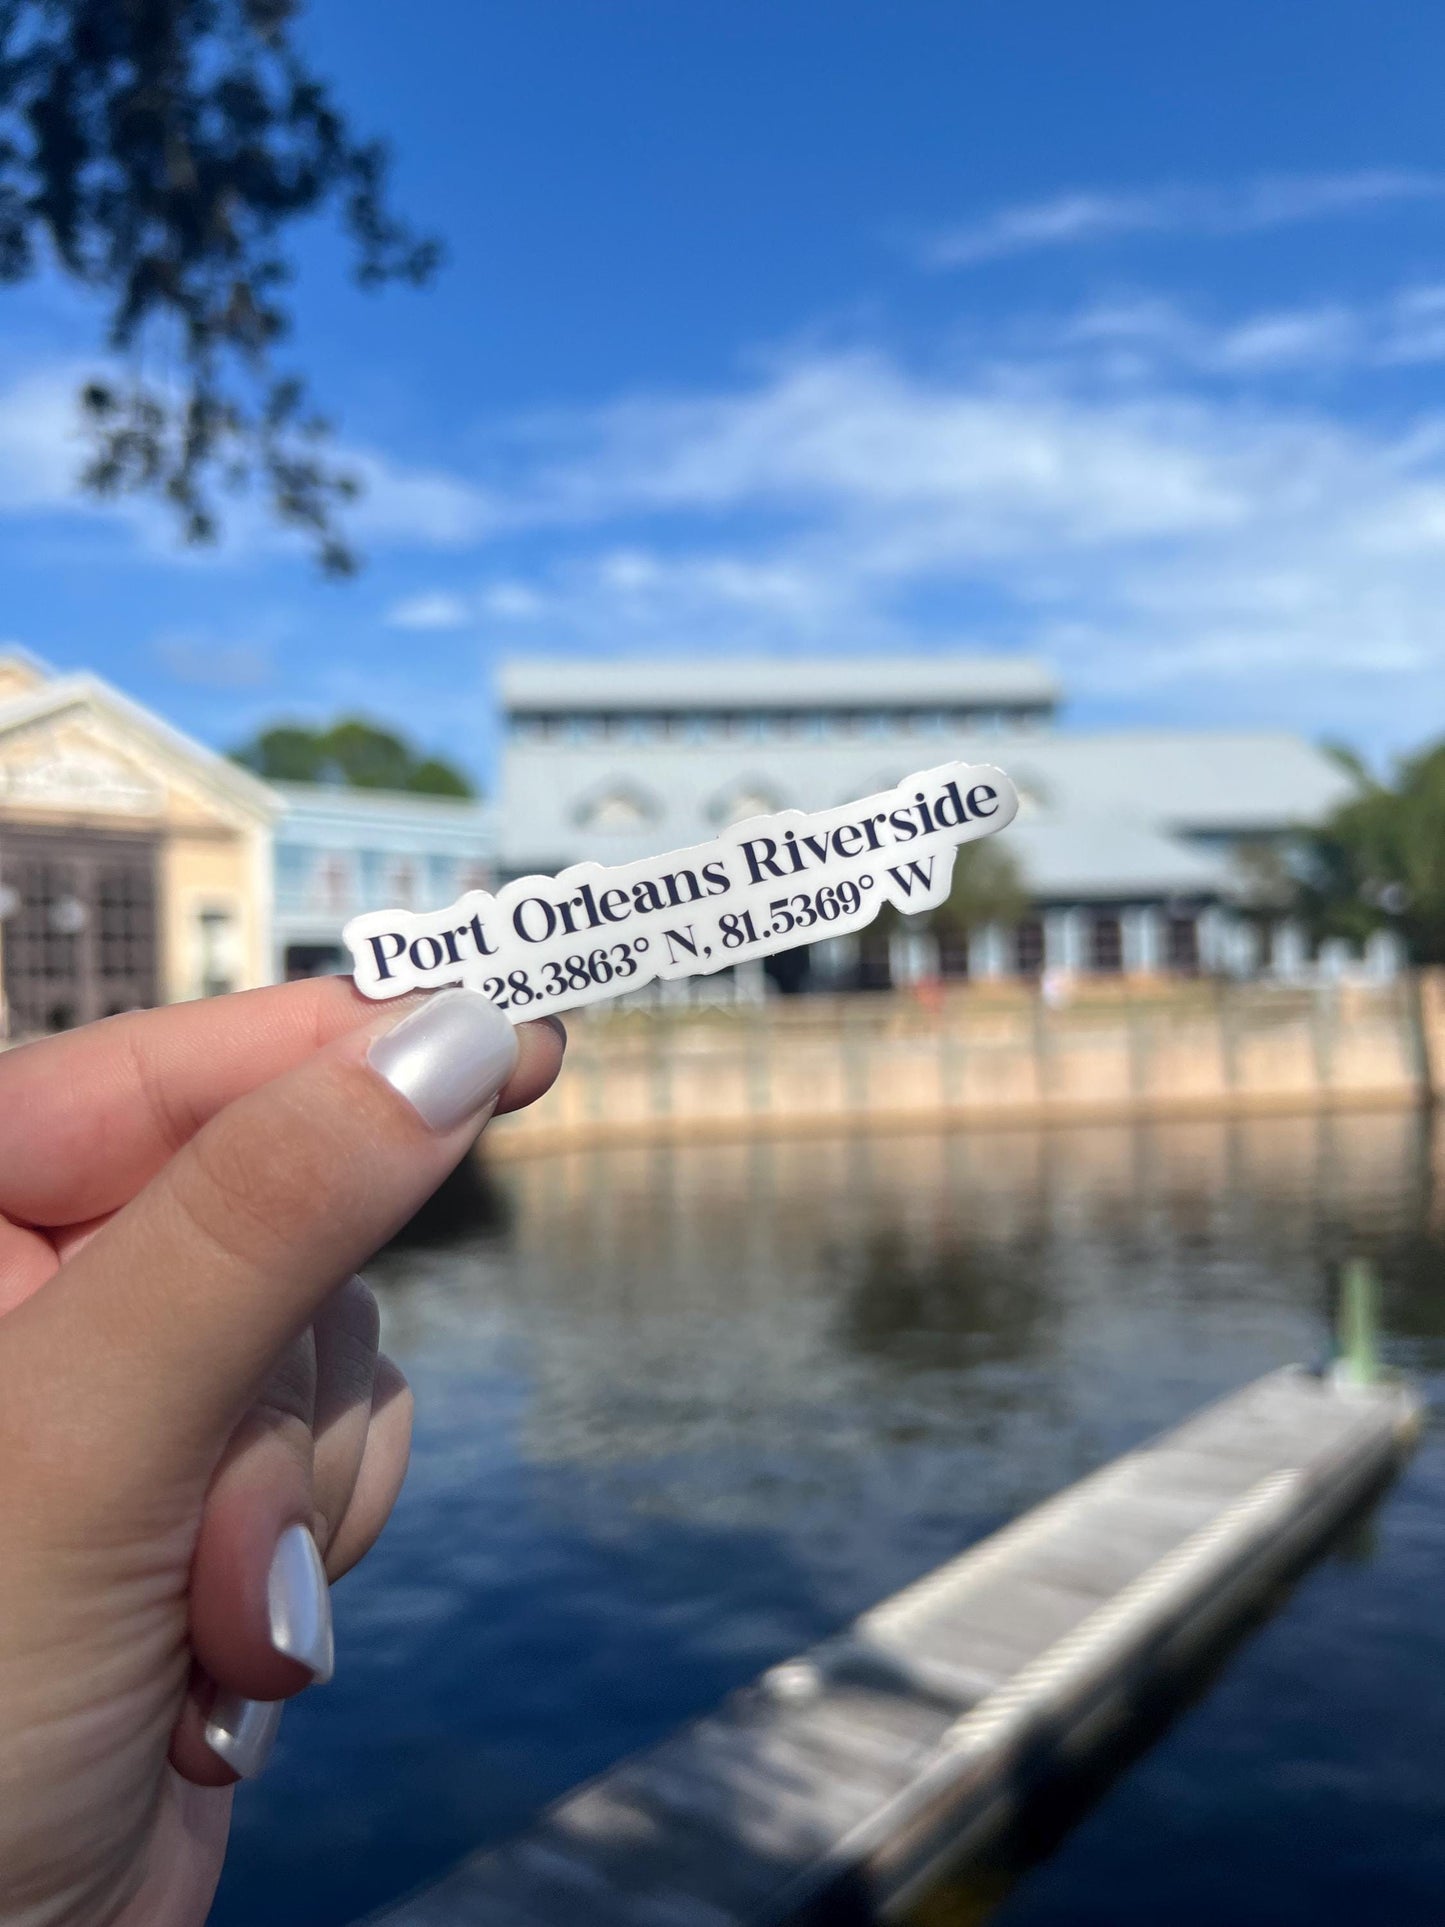 Port Orleans Riverside
28.3863° N, 81.5369° W